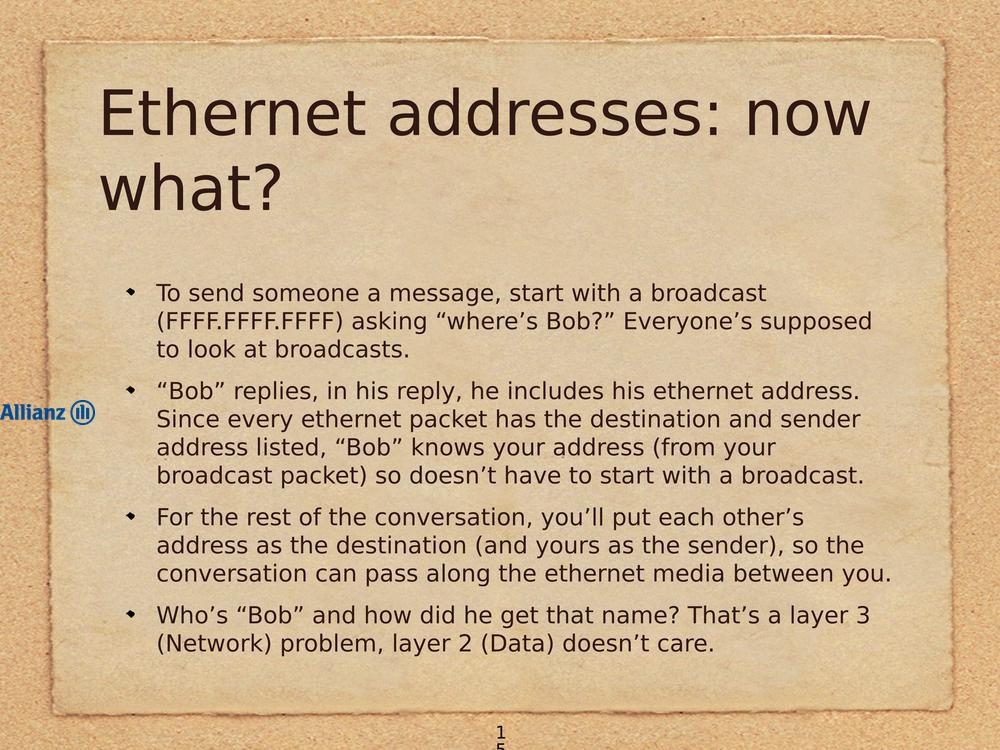 Ethernet addresses: now
what?
To send someone a message, start with a broadcast
(FFFF.FFFF.FFFF) asking “where’s Bob?” Everyone’s supposed
to look at broadcasts.
“Bob” replies, in his reply, he includes his ethernet address.
Since every ethernet packet has the destination and sender
address listed, “Bob” knows your address (from your
broadcast packet) so doesn’t have to start with a broadcast.
For the rest of the conversation, you’ll put each other’s
address as the destination (and yours as the sender), so the
conversation can pass along the ethernet media between you.
Who’s “Bob” and how did he get that name? That’s a layer 3
(Network) problem, layer 2 (Data) doesn’t care.
Allianz
1
5